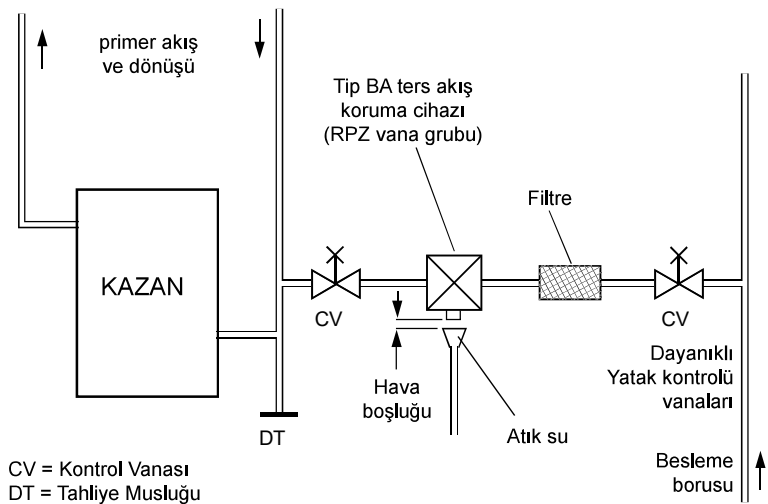 primer akış
ve dönüşü
Tip BA ters akış
koruma cihazı
(RPZ vana grubu)
Filtre
KAZAN
CV
CV
Hava
boşluğu
Atık su
Dayanıklı
Yatak kontrolü
vanaları
DT
Besleme
borusu
CV = Kontrol Vanası
DT = Tahliye Musluğu